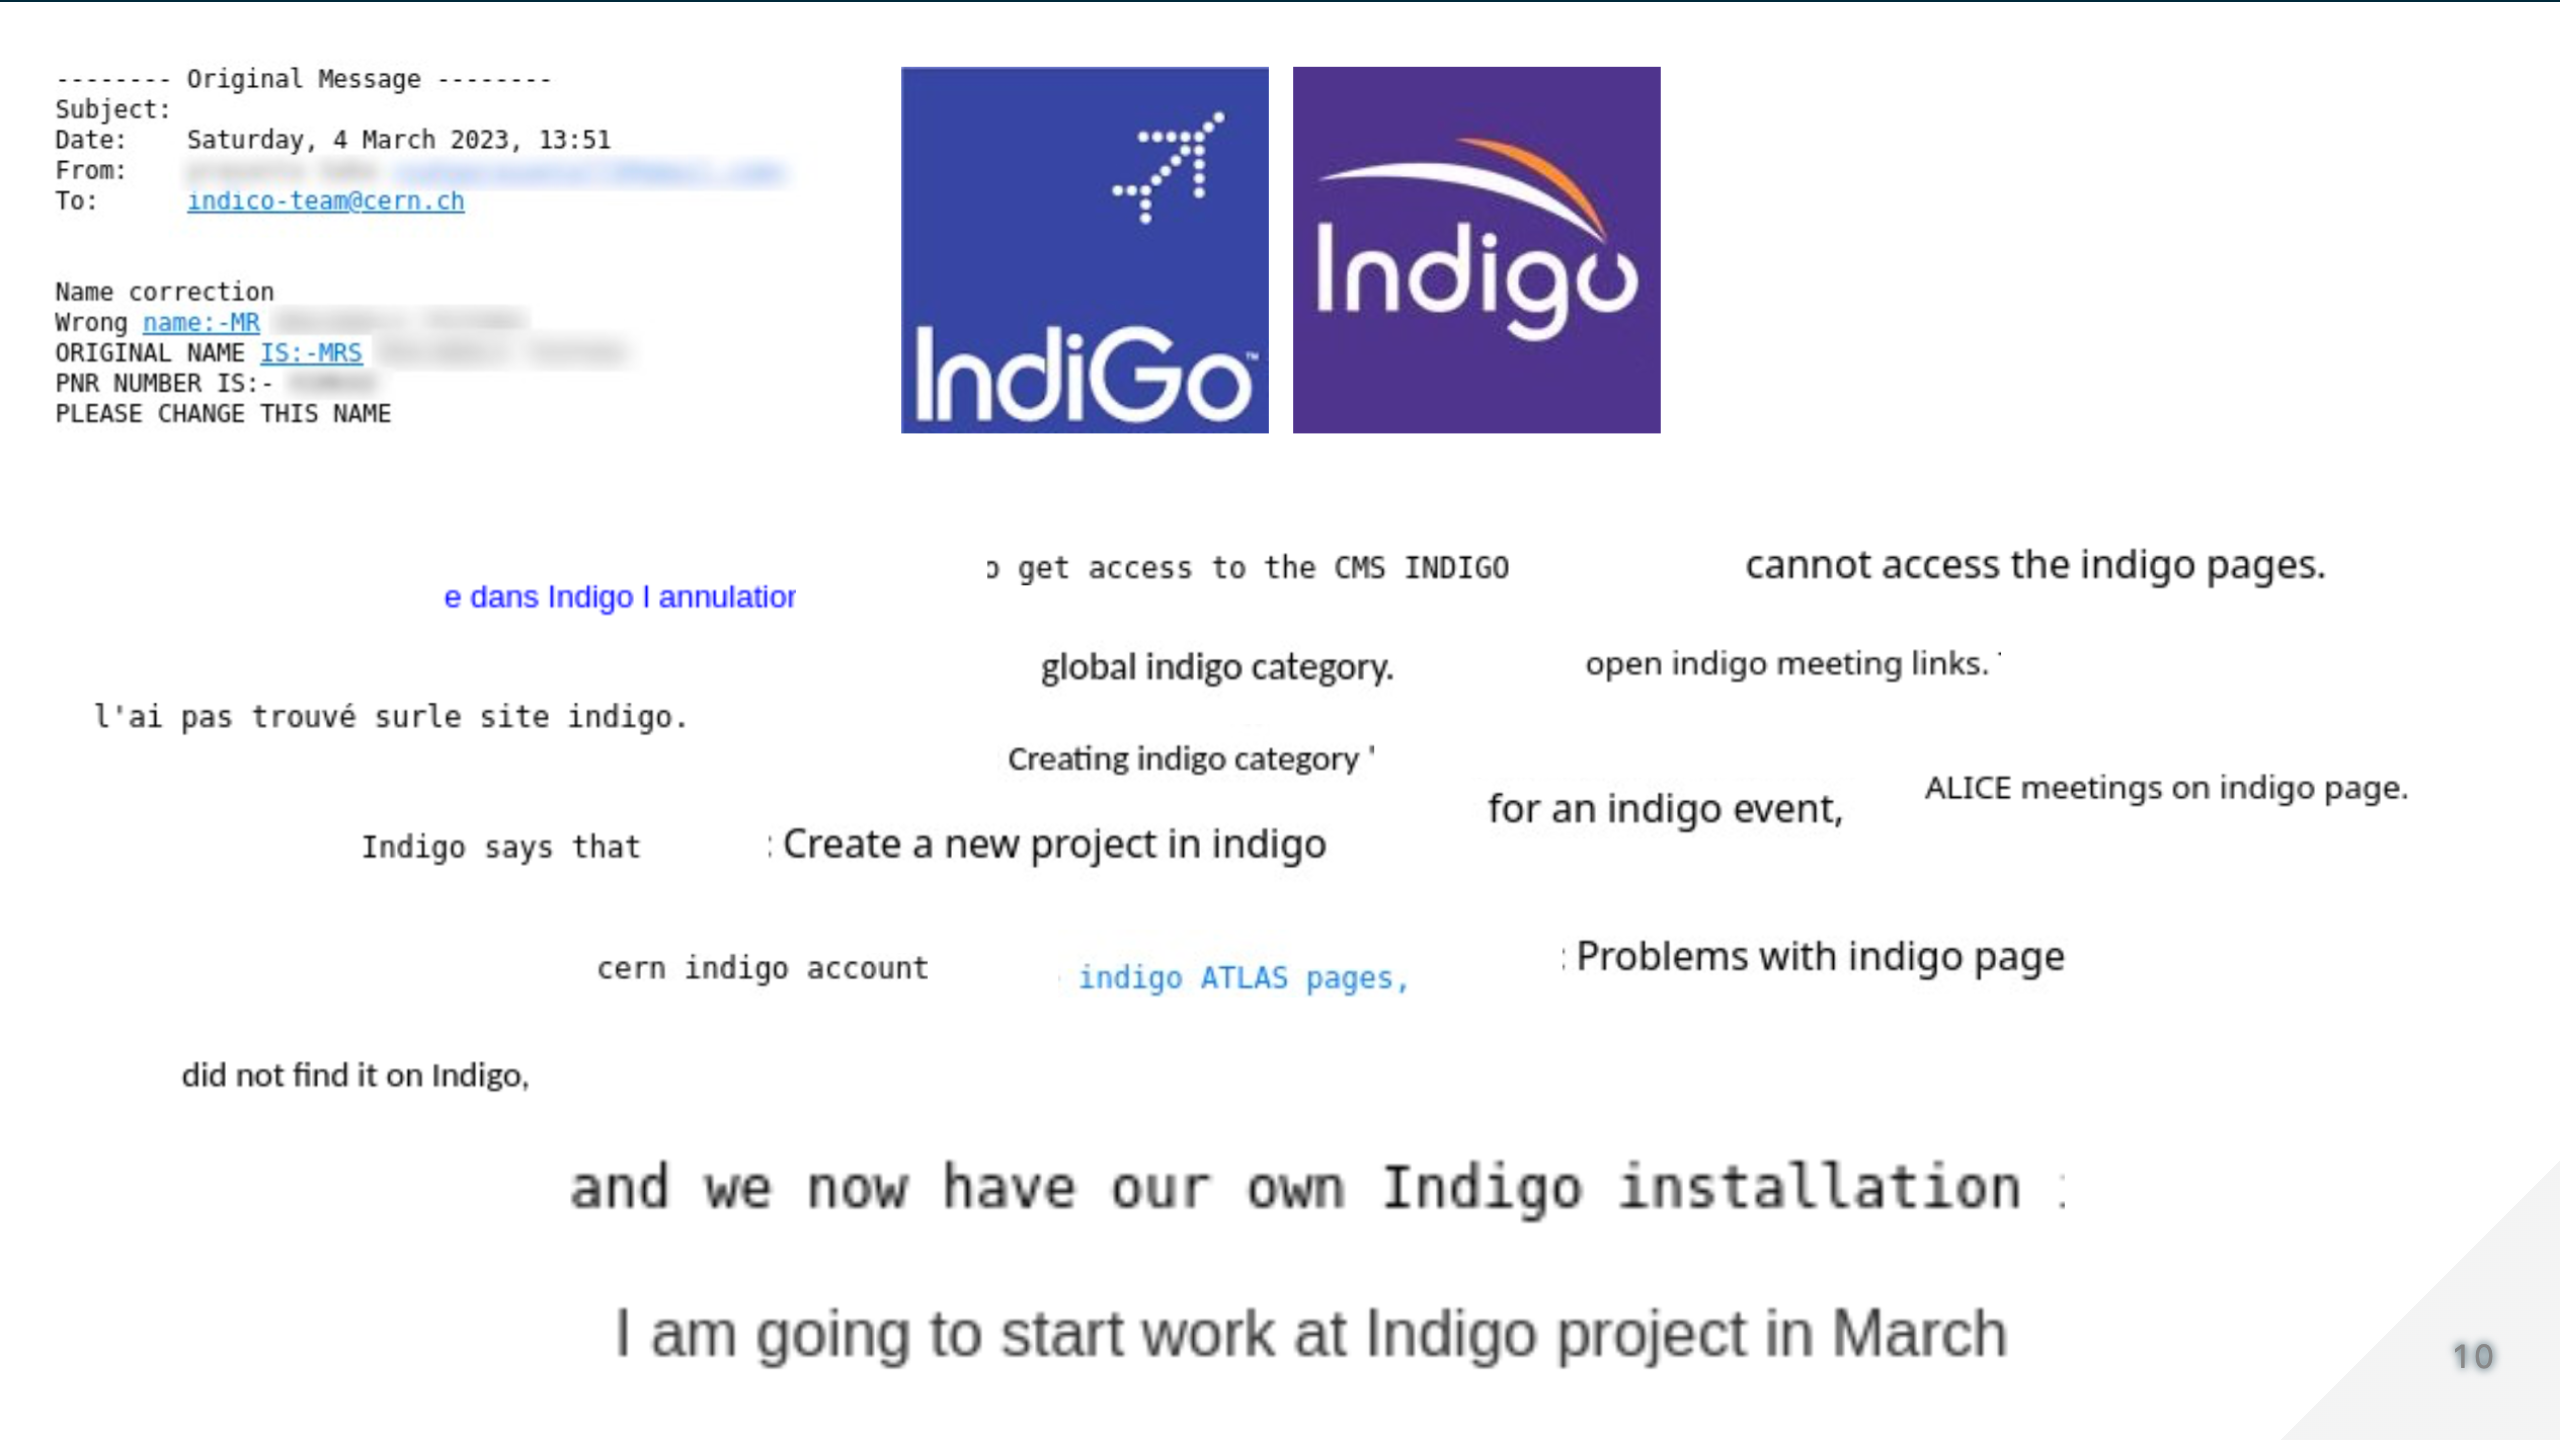 -------- Original Message --------
Subject:
Date: Saturday, 4 March 2023, 13:51
From:
To: indico-team@cern.ch
Name correction
Wrong name:-MR
ORIGINAL NAME IS:-MRS
PNR NUMBER IS:-
PLEASE CHANGE THIS NAME
IndiGo™
Indigo
e dans Indigo l annulation
o get access to the CMS INDIGO
cannot access the indigo pages.
global indigo category.
open indigo meeting links.
l'ai pas trouvé surle site indigo.
Creating indigo category '
for an indigo event,
ALICE meetings on indigo page.
Indigo says that
: Create a new project in indigo
cern indigo account
indigo ATLAS pages,
: Problems with indigo page
did not find it on Indigo,
and we now have our own Indigo installation
I am going to start work at Indigo project in March
10